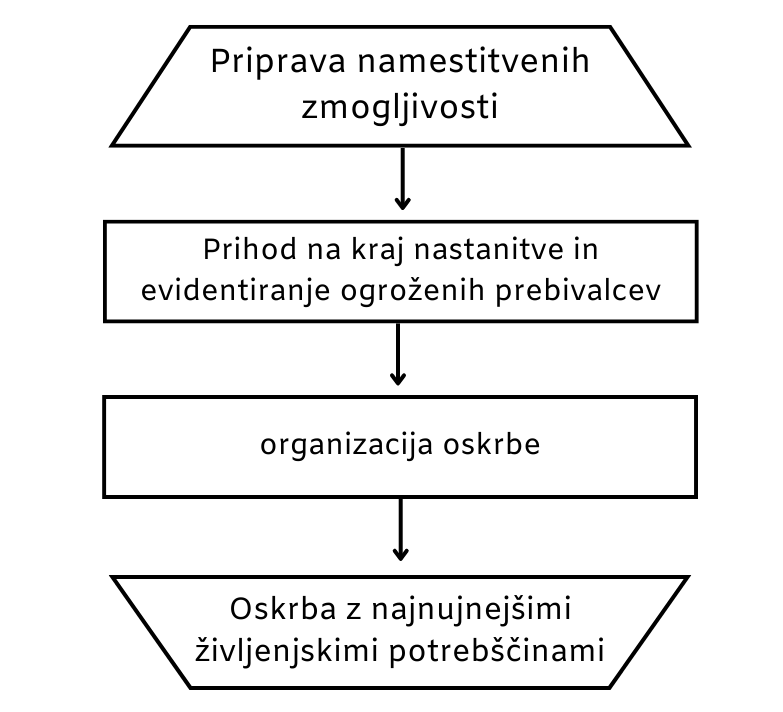 Priprava namestitvenih
zmogljivosti
Prihod na kraj nastanitve in
evidentiranje ogroženih prebivalcev
organizacija oskrbe
Oskrba z najnujnejšimi
življenjskimi potrebščinami